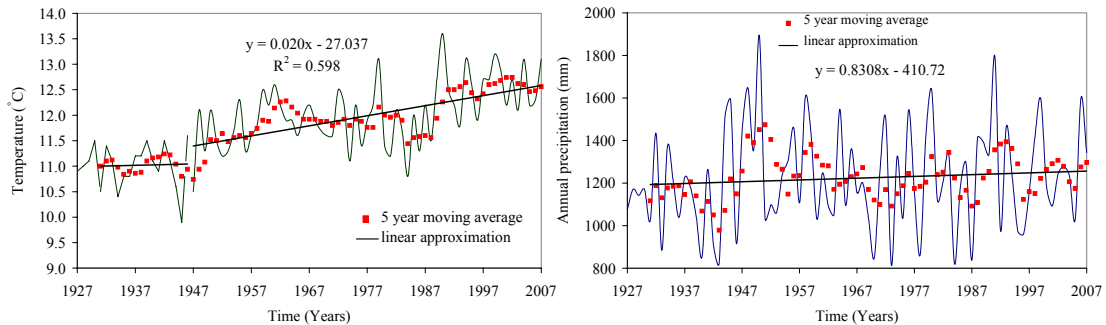 14.0
13.5
13.0
12.5
12.0
11.5
11.0
10.5
10.0
9.5
9.0
Temperature (°C)
y = 0.020x - 27.037
R² = 0.598
5 year moving average
linear approximation
1927 1937 1947 1957 1967 1977 1987 1997 2007
Time (Years)
2000
1800
1600
1400
1200
1000
800
Annual precipitation (mm)
5 year moving average
linear approximation
y = 0.8308x - 410.72
1927 1937 1947 1957 1967 1977 1987 1997 2007
Time (Years)